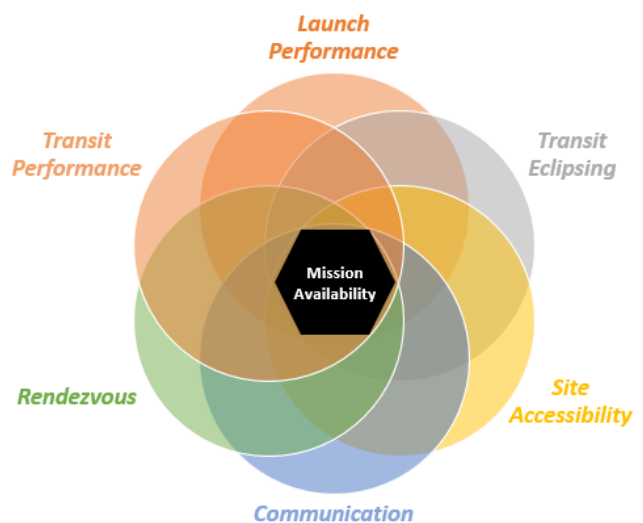 Launch
Performance
Transit
Performance
Transit
Eclipsing
Mission
Availability
Rendezvous
Site
Accessibility
Communication